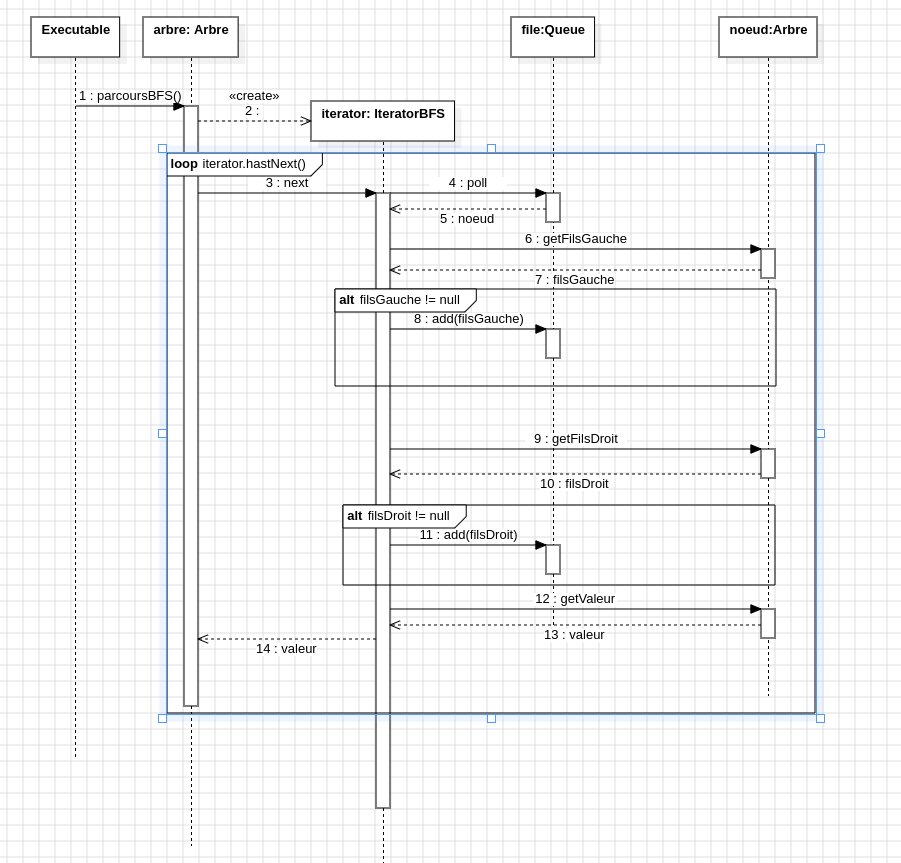 Executable
arbre: Arbre
file:Queue
noeud:Arbre
1 : parcoursBFS()
«create»
2 :
iterator: IteratorBFS
loop iterator.hastNext()
3 : next
4 : poll
5 : noeud
6 : getFilsGauche
7 : filsGauche
alt filsGauche != null
8 : add(filsGauche)
9 : getFilsDroit
10 : filsDroit
alt filsDroit != null
11 : add(filsDroit)
12 : getValeur
13 : valeur
14 : valeur